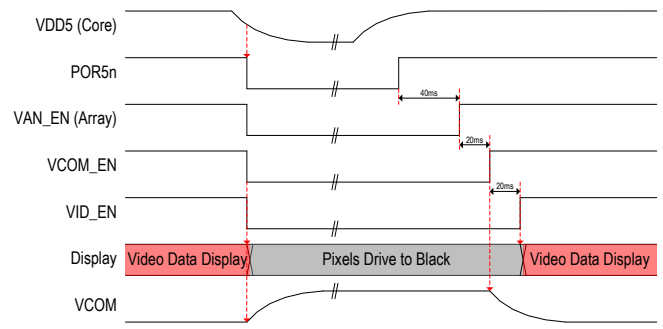 VDD5 (Core)
POR5n
40ms
VAN_EN (Array)
20ms
VCOM_EN
20ms
VID_EN
Display
Video Data Display
Pixels Drive to Black
Video Data Display
VCOM